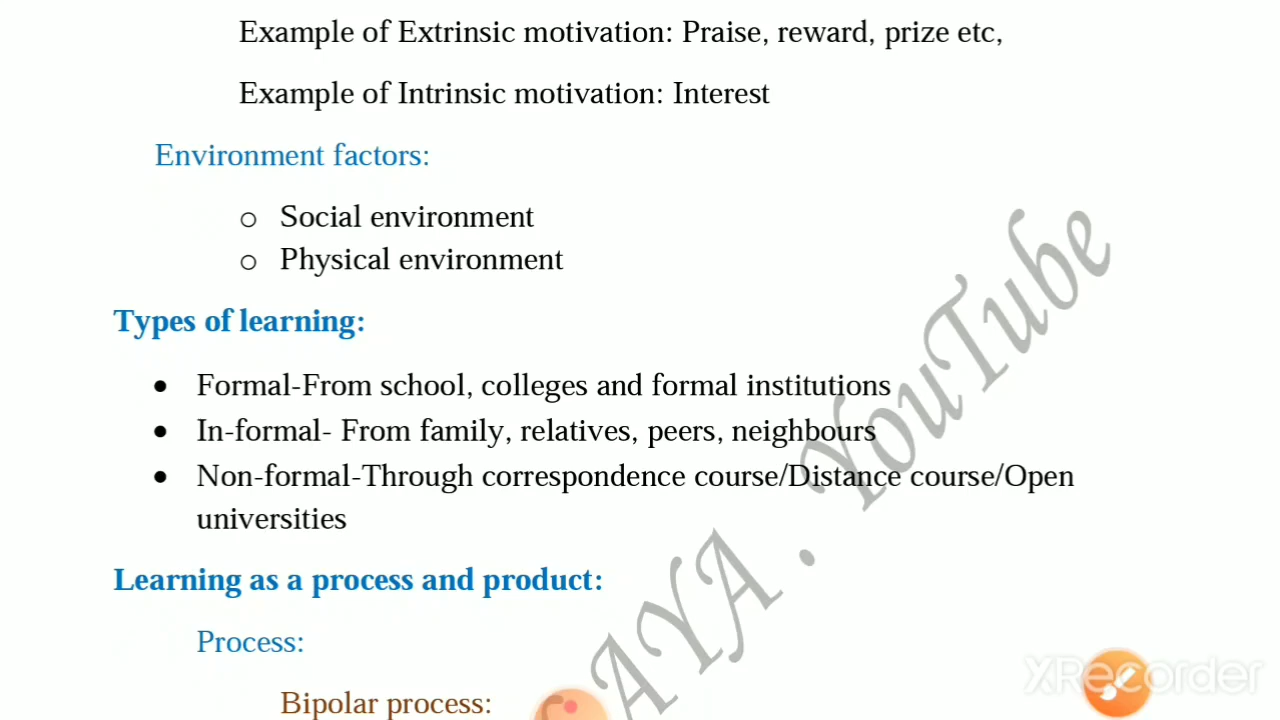 Example of Extrinsic motivation: Praise, reward, prize etc,
Example of Intrinsic motivation: Interest
Environment factors:
o Social environment
o Physical environment
Types of learning:
• Formal-From school, colleges and formal institutions
• In-formal- From family, relatives, peers, neighbours
• Non-formal-Through correspondence course/Distance course/Open
universities
Learning as a process and product:
Process:
Bipolar process:
AYA . YouTube
XRecorder